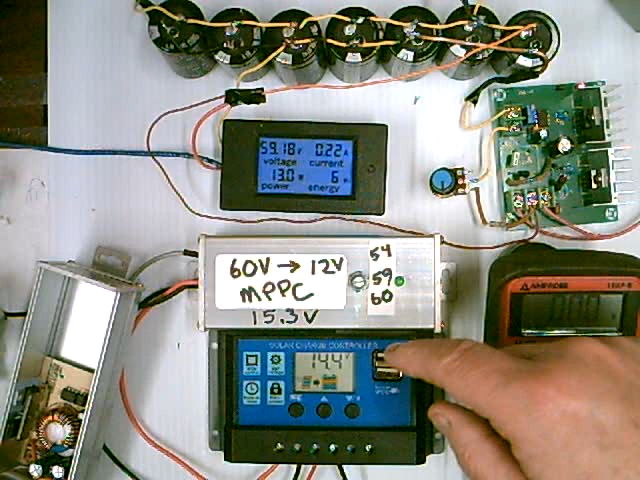 59.18V 0.22A
voltage current
13.0W 6
power energy
60V → 12V
MPPC
15.3V
54
59
60
AMPROBE
SOLAR CHARGE CONTROLLER
14.4